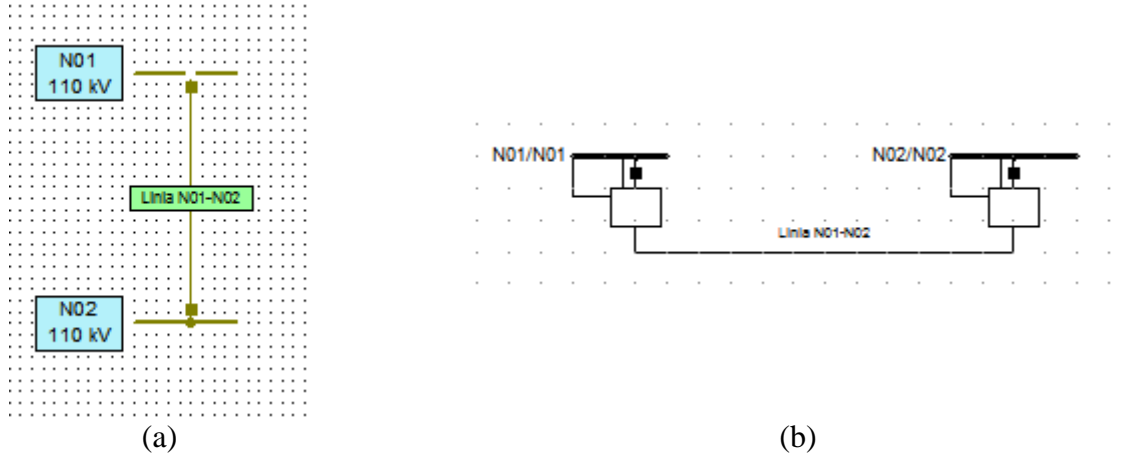 N01
110 kV
Linia N01-N02
N02
110 kV
(a)
N01/N01
N02/N02
Linia N01-N02
(b)